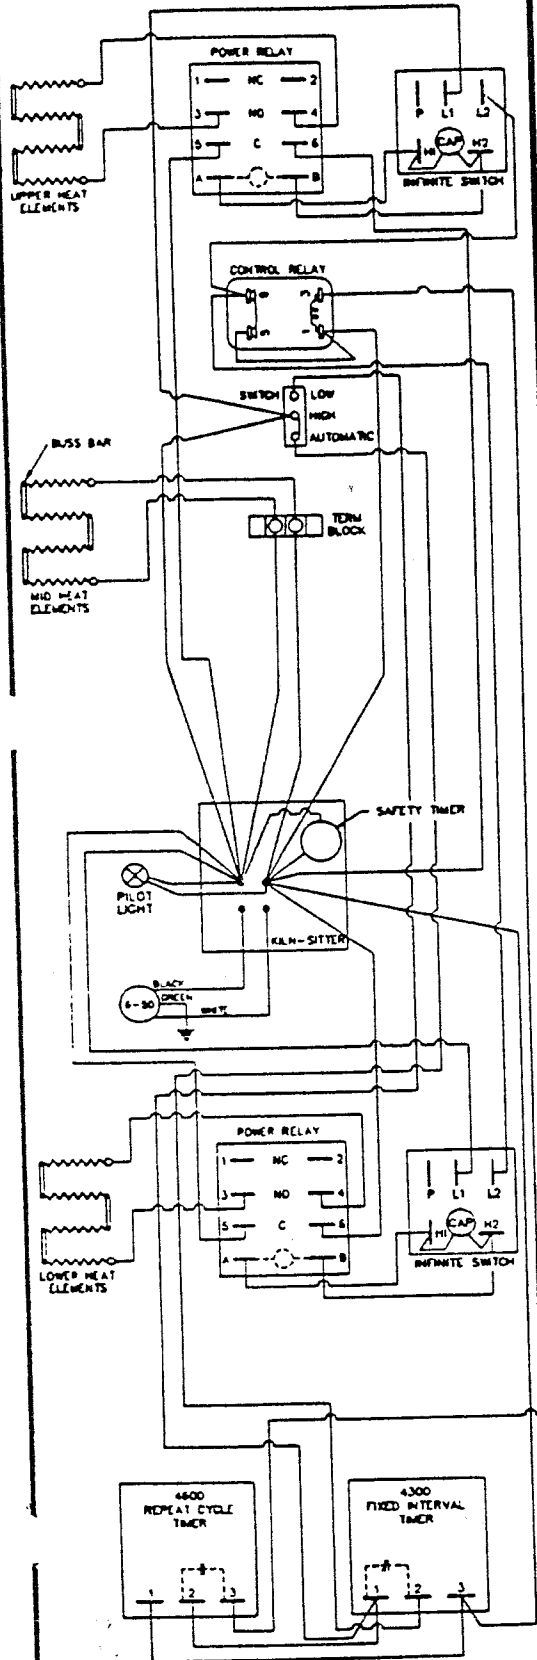 POWER RELAY
1 NC 2
3 NO 4
5 C 6
A B
P L1 L2
H1 CAP H2
INFINITE SWITCH
UPPER HEAT
ELEMENTS
CONTROL RELAY
3
1
SWITCH
LOW
HIGH
AUTOMATIC
BUSS BAR
TERM
BLOCK
MID HEAT
ELEMENTS
SAFETY TIMER
PILOT
LIGHT
KILN-SITTER
BLACK
GREEN
WHITE
6-50
POWER RELAY
1 NC 2
3 NO 4
5 C 6
A B
P L1 L2
H1 CAP H2
INFINITE SWITCH
LOWER HEAT
ELEMENTS
4600
REPEAT CYCLE
TIMER
1 2 3
4300
FIXED INTERVAL
TIMER
1 2 3